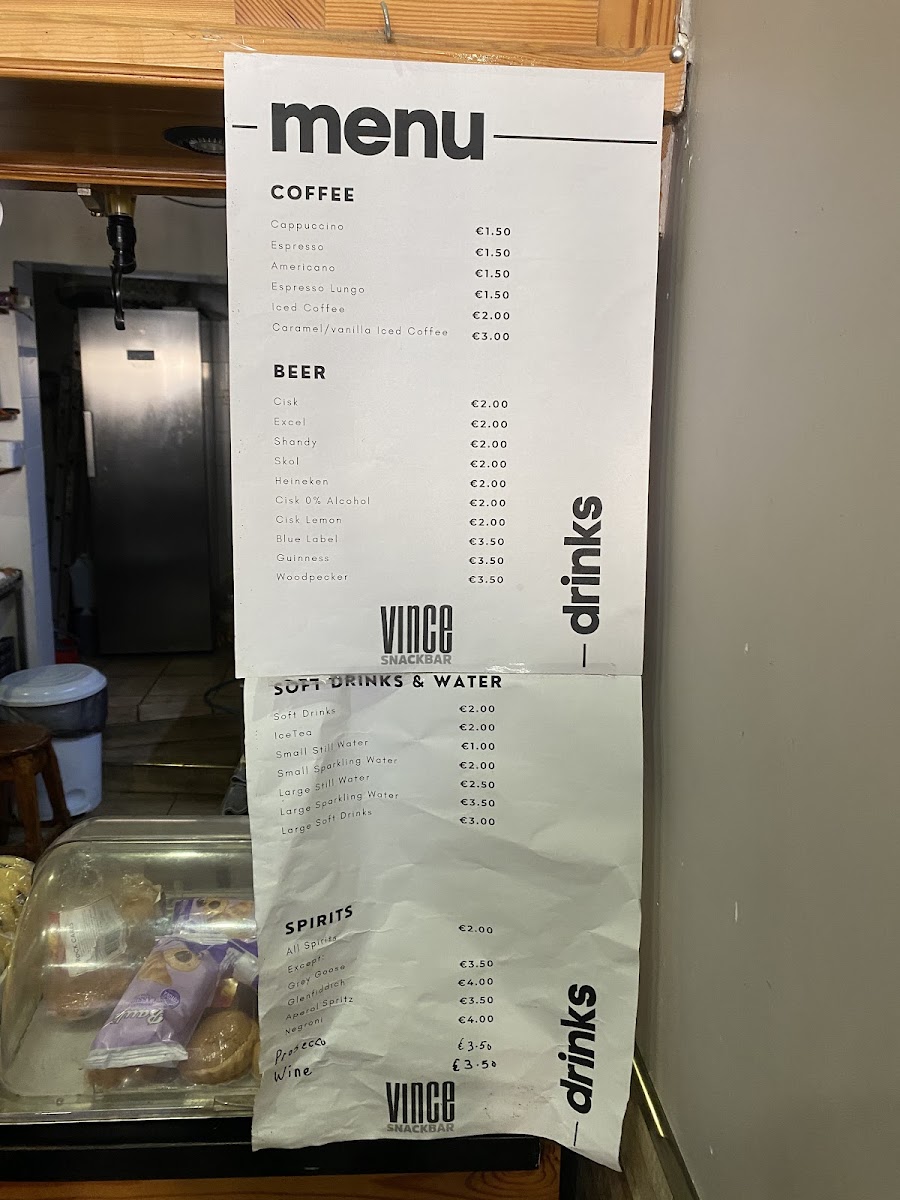 menu
COFFEE
Cappuccino €1.50
Espresso €1.50
Americano €1.50
Espresso Lungo €1.50
Iced Coffee €2.00
Caramel/vanilla Iced Coffee €3.00
BEER
Cisk €2.00
Excel €2.00
Shandy €2.00
Skol €2.00
Heineken €2.00
Cisk 0% Alcohol €2.00
Cisk Lemon €2.00
Blue Label €3.50
Guinness €3.50
Woodpecker €3.50
drinks
VINCE
SNACKBAR
SOFT DRINKS & WATER
Soft Drinks €2.00
IceTea €2.00
Small Still Water €1.00
Small Sparkling Water €2.00
Large Still Water €2.50
Large Sparkling Water €3.50
Large Soft Drinks €3.00
SPIRITS
All Spirits €2.00
Except:
Grey Goose €3.50
Glenfiddich €4.00
Aperol Spritz €3.50
Negroni €4.00
Prosecco €3.50
Wine €3.50
drinks
VINCE
SNACKBAR